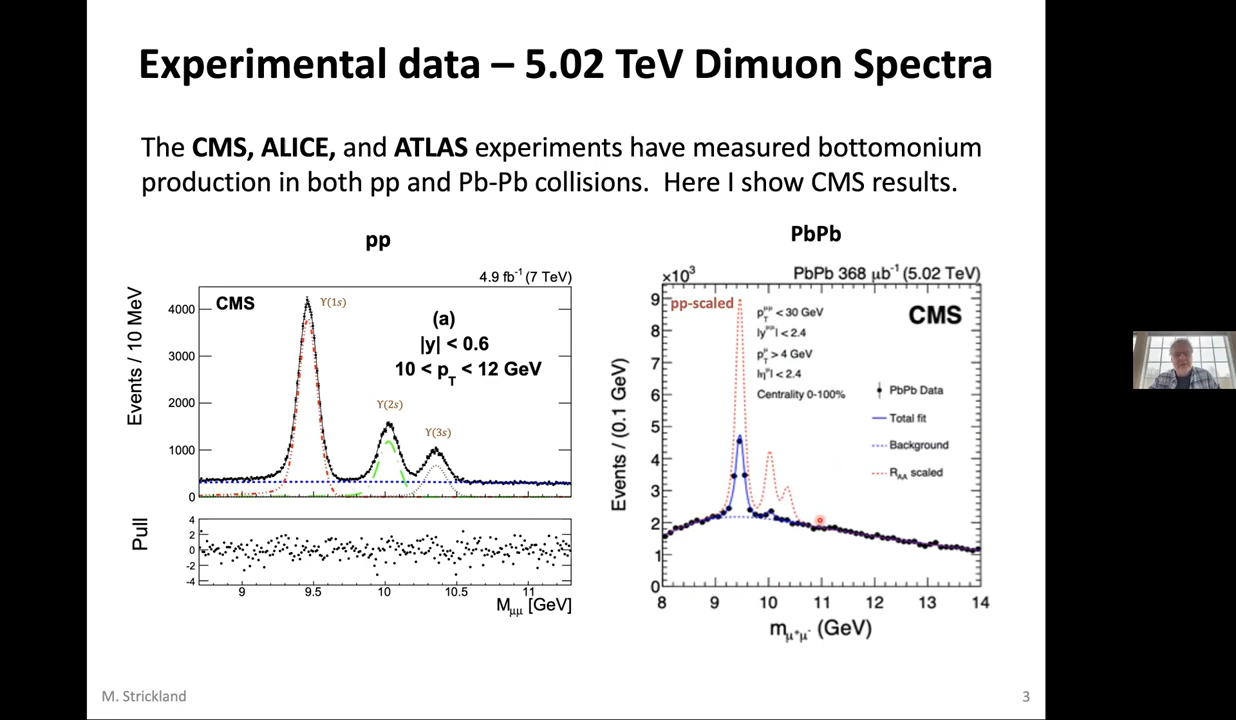 Experimental data – 5.02 TeV Dimuon Spectra
The CMS, ALICE, and ATLAS experiments have measured bottomonium
production in both pp and Pb-Pb collisions.  Here I show CMS results.
pp
4.9 fb⁻¹ (7 TeV)
Events / 10 MeV
4000
3000
2000
1000
0
CMS
ϒ(1s)
(a)
|y| < 0.6
10 < p_T < 12 GeV
ϒ(2s)
ϒ(3s)
Pull
4
2
0
-2
-4
9
9.5
10
10.5
11
M_μμ [GeV]
PbPb
×10³
PbPb 368 μb⁻¹ (5.02 TeV)
Events / (0.1 GeV)
9
8
7
6
5
4
3
2
1
0
pp-scaled
p_T^μμ < 30 GeV
|y^μμ| < 2.4
p_T^μ > 4 GeV
|η^μ| < 2.4
Centrality 0-100%
CMS
PbPb Data
Total fit
Background
R_AA scaled
8
9
10
11
12
13
14
m_μ⁺μ⁻ (GeV)
M. Strickland
3